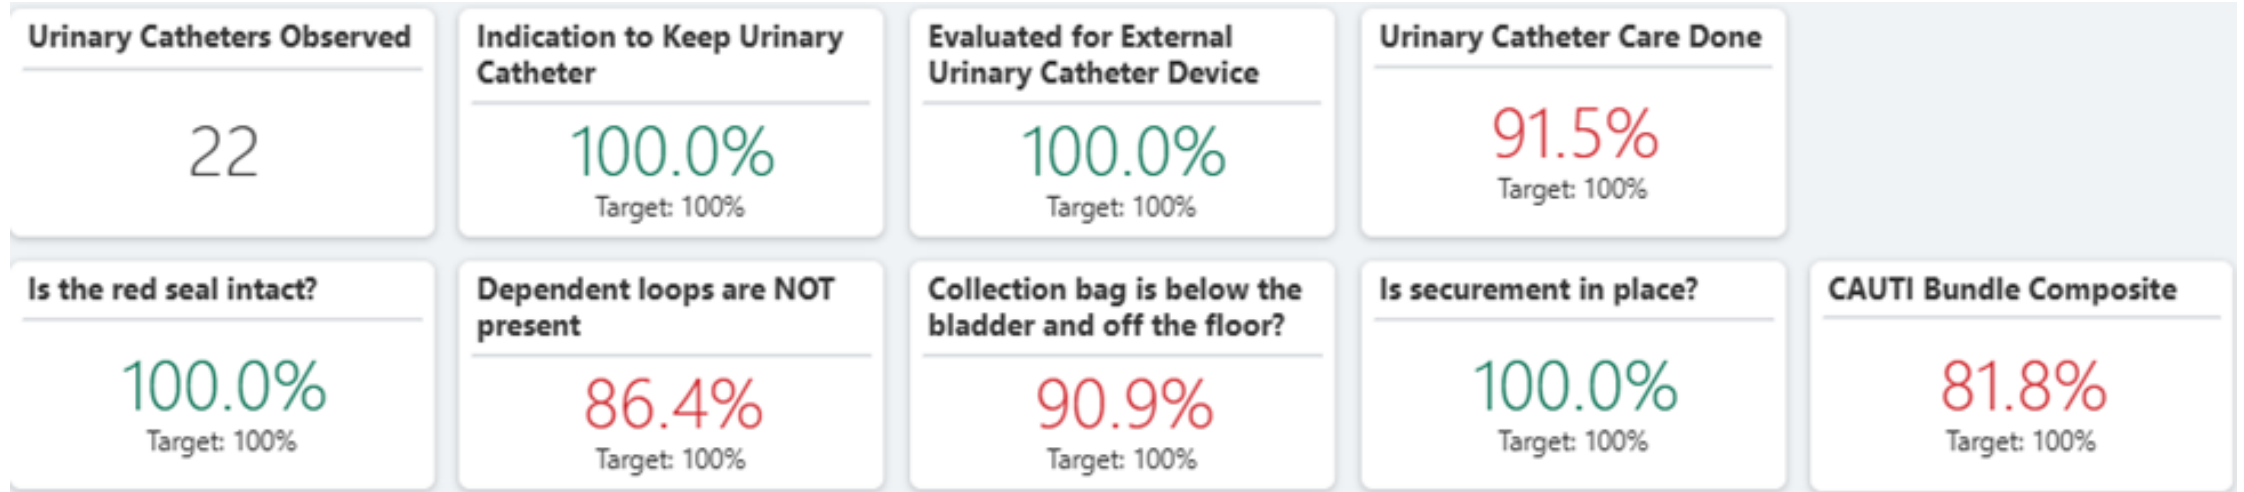 Urinary Catheters Observed
22
Indication to Keep Urinary
Catheter
100.0%
Target: 100%
Evaluated for External
Urinary Catheter Device
100.0%
Target: 100%
Urinary Catheter Care Done
91.5%
Target: 100%
Is the red seal intact?
100.0%
Target: 100%
Dependent loops are NOT
present
86.4%
Target: 100%
Collection bag is below the
bladder and off the floor?
90.9%
Target: 100%
Is securement in place?
100.0%
Target: 100%
CAUTI Bundle Composite
81.8%
Target: 100%